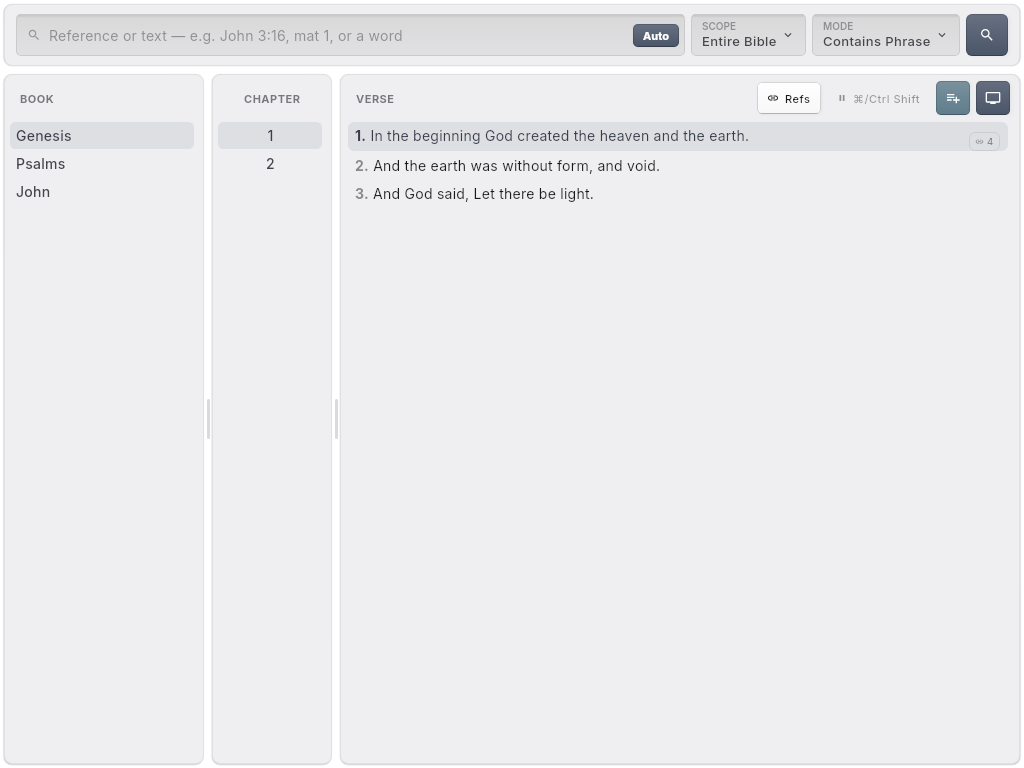 Reference or text — e.g. John 3:16, mat 1, or a word
Auto
SCOPE
Entire Bible
MODE
Contains Phrase
BOOK
Genesis
Psalms
John
CHAPTER
1
2
VERSE
Refs
⌘/Ctrl Shift
1. In the beginning God created the heaven and the earth.
4
2. And the earth was without form, and void.
3. And God said, Let there be light.